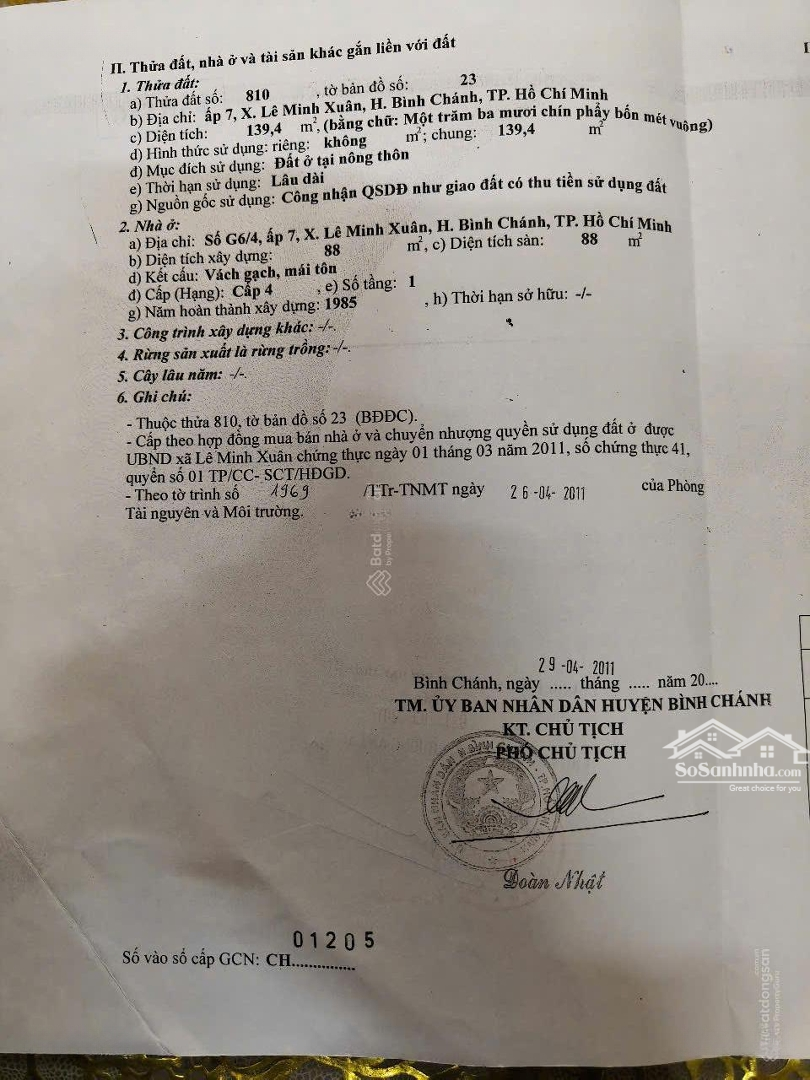 II. Thửa đất, nhà ở và tài sản khác gắn liền với đất
1. Thửa đất:
a) Thửa đất số: 810 , tờ bản đồ số: 23
b) Địa chỉ: ấp 7, X. Lê Minh Xuân, H. Bình Chánh, TP. Hồ Chí Minh
c) Diện tích: 139,4 m², (bằng chữ: Một trăm ba mươi chín phẩy bốn mét vuông)
d) Hình thức sử dụng: riêng: không m²; chung: 139,4 m²
đ) Mục đích sử dụng: Đất ở tại nông thôn
e) Thời hạn sử dụng: Lâu dài
g) Nguồn gốc sử dụng: Công nhận QSDĐ như giao đất có thu tiền sử dụng đất
2. Nhà ở:
a) Địa chỉ: Số G6/4, ấp 7, X. Lê Minh Xuân, H. Bình Chánh, TP. Hồ Chí Minh
b) Diện tích xây dựng: 88 m², c) Diện tích sàn: 88 m²
d) Kết cấu: Vách gạch, mái tôn
đ) Cấp (Hạng): Cấp 4 , e) Số tầng: 1
g) Năm hoàn thành xây dựng: 1985 , h) Thời hạn sở hữu: -/-
3. Công trình xây dựng khác: -/-.
4. Rừng sản xuất là rừng trồng: -/-.
5. Cây lâu năm: -/-.
6. Ghi chú:
- Thuộc thửa 810, tờ bản đồ số 23 (BĐĐC).
- Cấp theo hợp đồng mua bán nhà ở và chuyển nhượng quyền sử dụng đất ở được
UBND xã Lê Minh Xuân chứng thực ngày 01 tháng 03 năm 2011, số chứng thực 41,
quyển số 01 TP/CC- SCT/HĐGD.
- Theo tờ trình số 1969 /TTr-TNMT ngày 26-04-2011 của Phòng
Tài nguyên và Môi trường.
29-04-2011
Bình Chánh, ngày ..... tháng ..... năm 20....
TM. ỦY BAN NHÂN DÂN HUYỆN BÌNH CHÁNH
KT. CHỦ TỊCH
PHÓ CHỦ TỊCH
SoSanhnha.com
Great choice for you
Đoàn Nhật
01205
Số vào sổ cấp GCN: CH...............